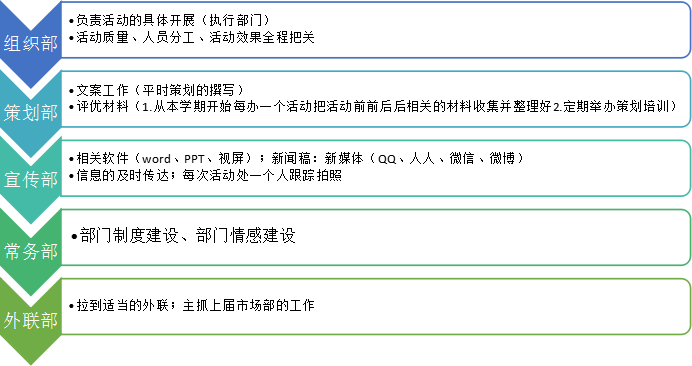 组织部
•负责活动的具体开展（执行部门）
•活动质量、人员分工、活动效果全程把关
策划部
•文案工作（平时策划的撰写）
•评优材料（1.从本学期开始每办一个活动把活动前前后后相关的材料收集并整理好2.定期举办策划培训）
宣传部
•相关软件（word、PPT、视屏）；新闻稿：新媒体（QQ、人人、微信、微博）
•信息的及时传达；每次活动处一个人跟踪拍照
常务部
•部门制度建设、部门情感建设
外联部
•拉到适当的外联；主抓上届市场部的工作